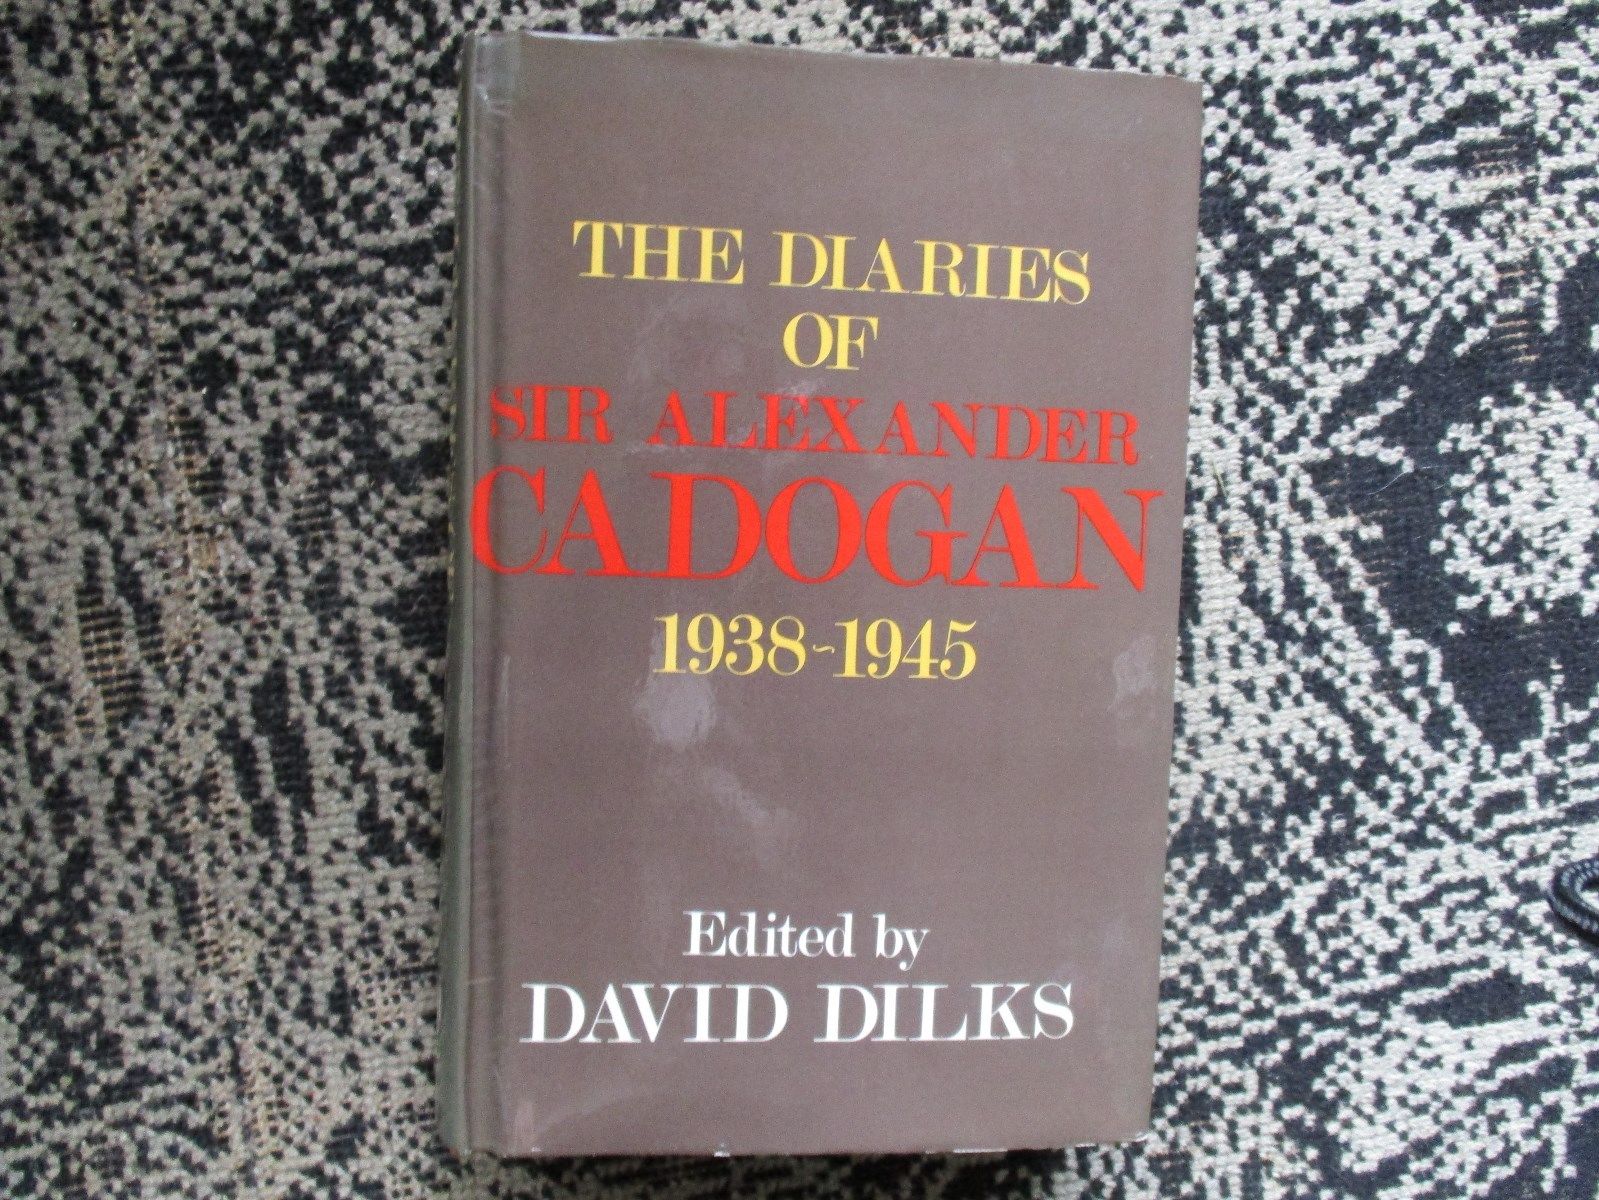 THE DIARIES
OF
SIR ALEXANDER
CADOGAN
1938~1945
Edited by
DAVID DILKS